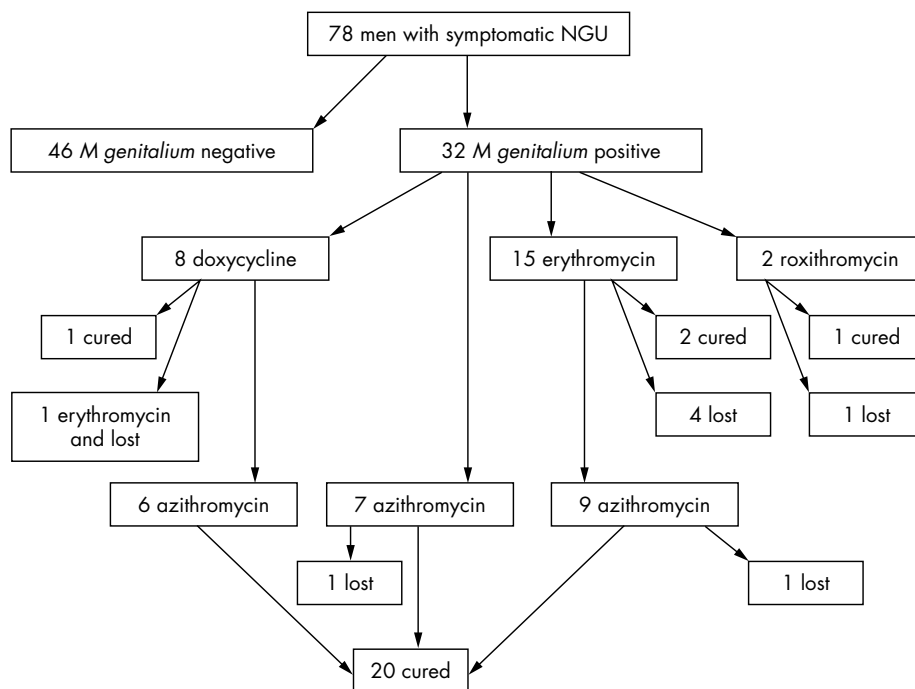 78 men with symptomatic NGU
46 M genitalium negative
32 M genitalium positive
8 doxycycline
15 erythromycin
2 roxithromycin
1 cured
2 cured
1 cured
1 erythromycin
and lost
4 lost
1 lost
6 azithromycin
7 azithromycin
9 azithromycin
1 lost
1 lost
20 cured